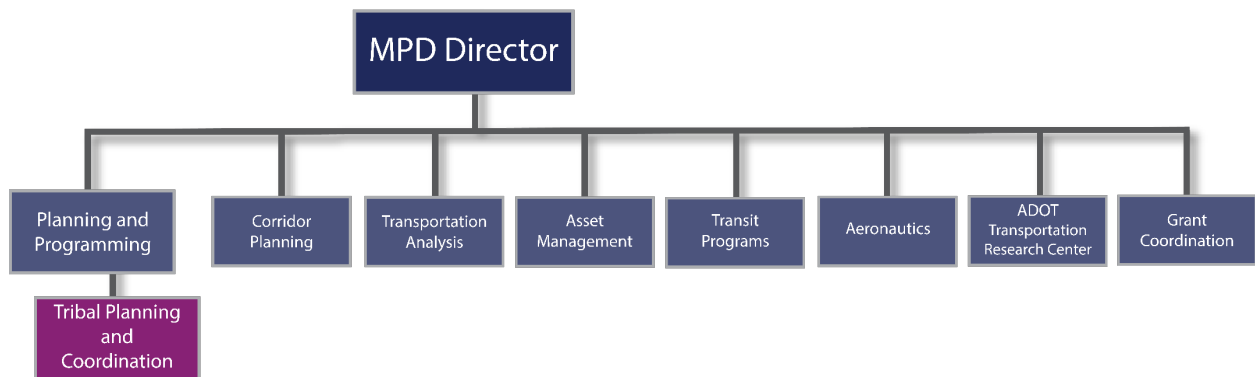 MPD Director
Planning and
Programming
Corridor
Planning
Transportation
Analysis
Asset
Management
Transit
Programs
Aeronautics
ADOT
Transportation
Research Center
Grant
Coordination
Tribal Planning
and
Coordination